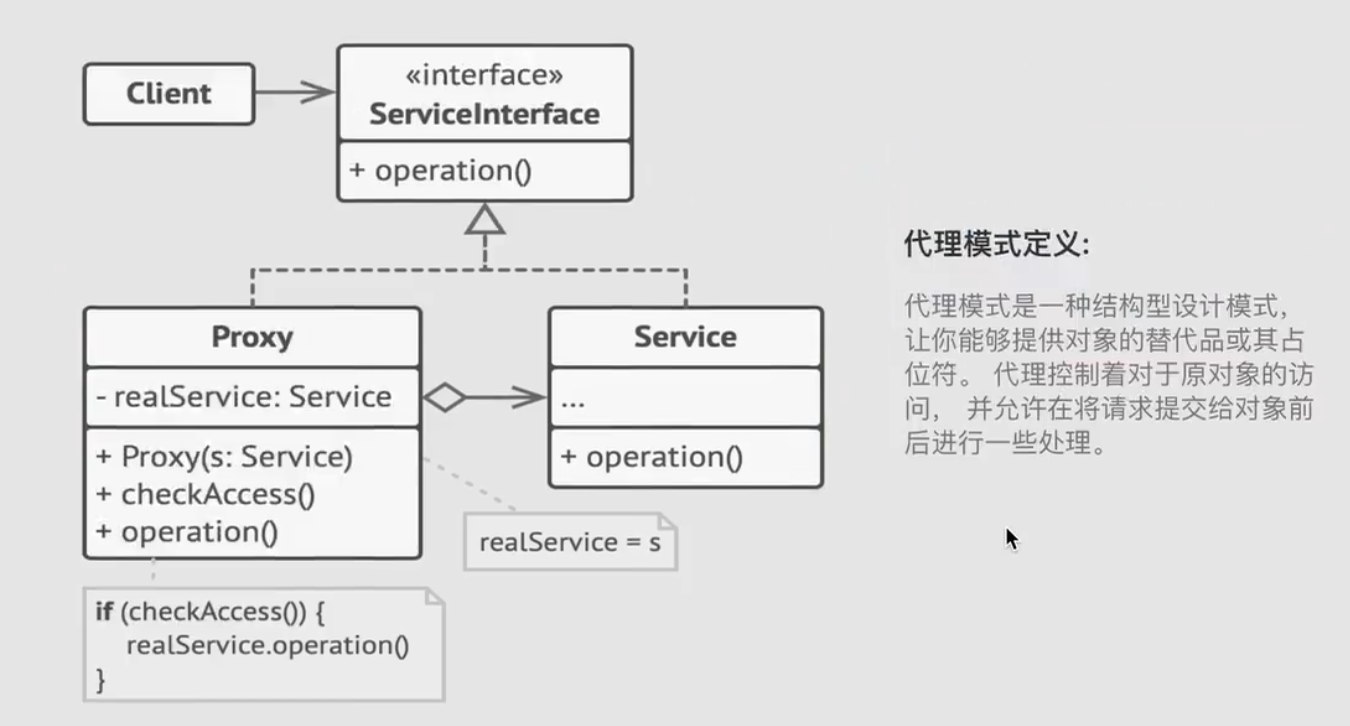 Client
«interface»
ServiceInterface
+ operation()
Proxy
- realService: Service
+ Proxy(s: Service)
+ checkAccess()
+ operation()
Service
...
+ operation()
realService = s
if (checkAccess()) {
realService.operation()
}
代理模式定义:
代理模式是一种结构型设计模式，
让你能够提供对象的替代品或其占
位符。 代理控制着对于原对象的访
问， 并允许在将请求提交给对象前
后进行一些处理。